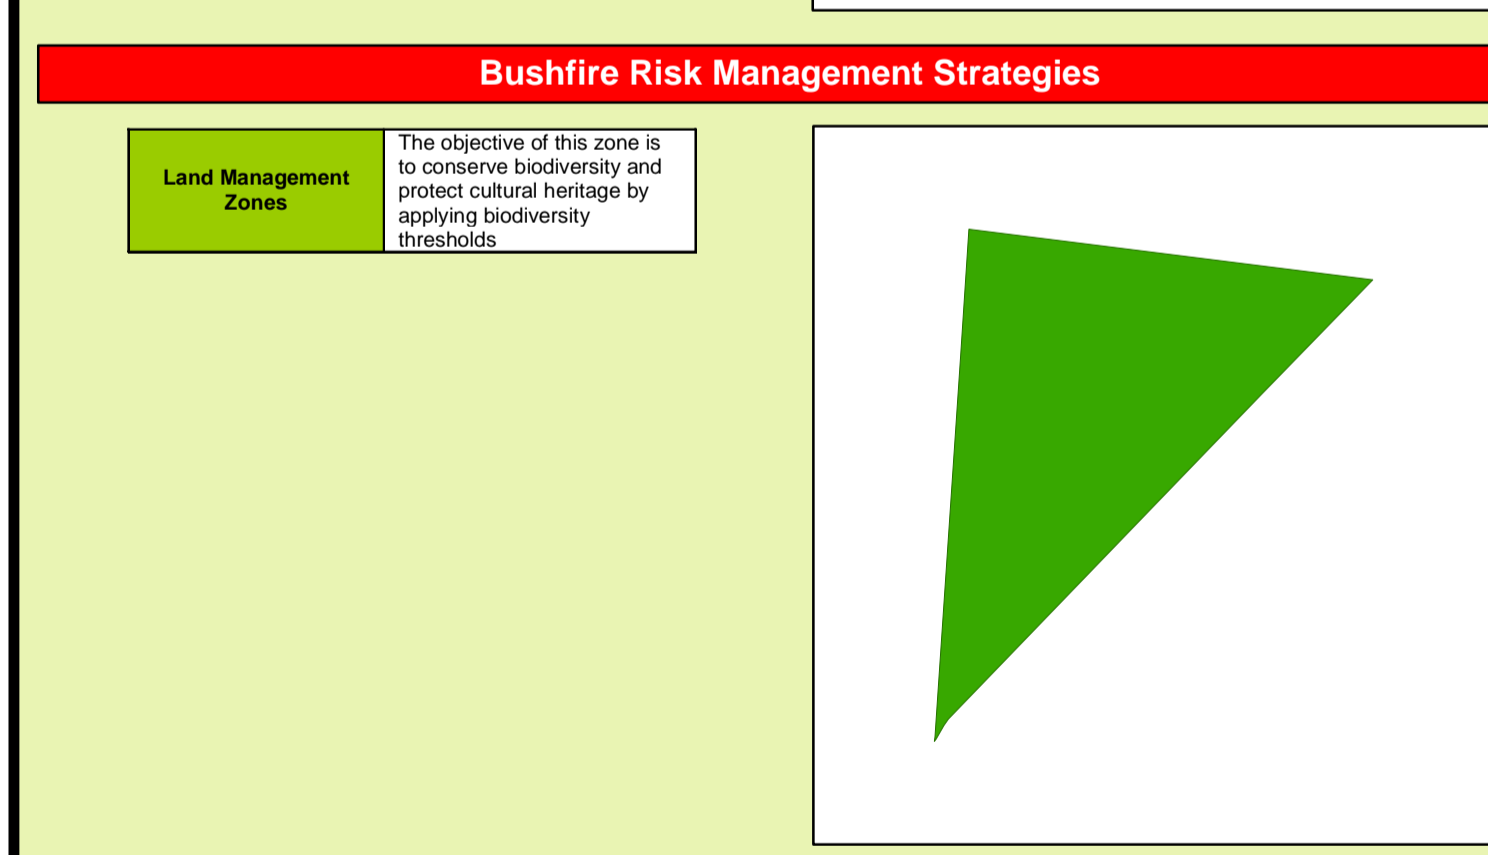 Bushfire Risk Management Strategies
Land Management
Zones
The objective of this zone is
to conserve biodiversity and
protect cultural heritage by
applying biodiversity
thresholds